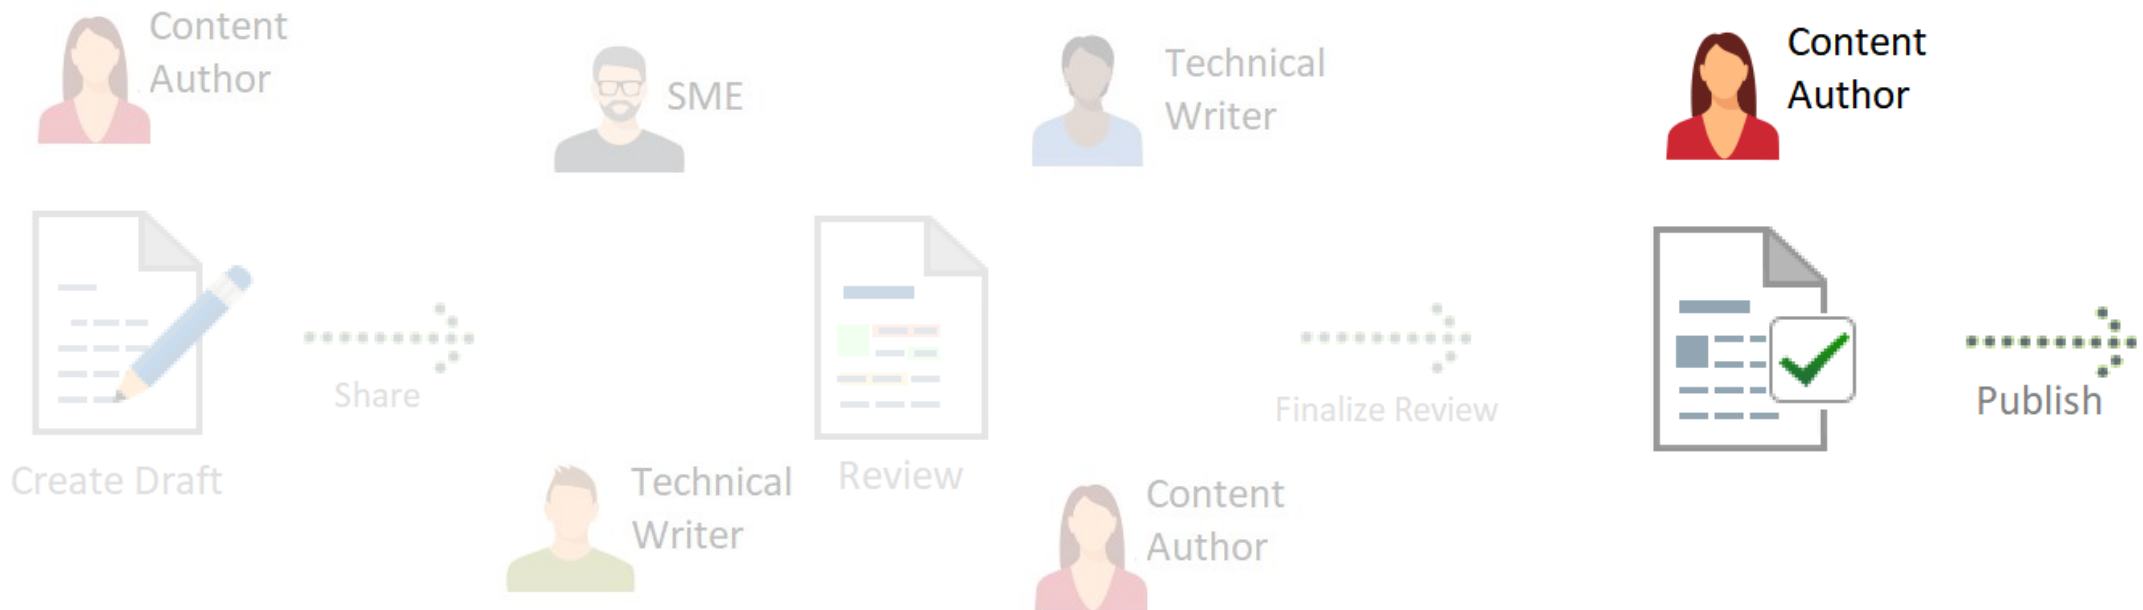 Content
Author
SME
Technical
Writer
Content
Author
Share
Finalize Review
Publish
Create Draft
Technical
Writer
Review
Content
Author